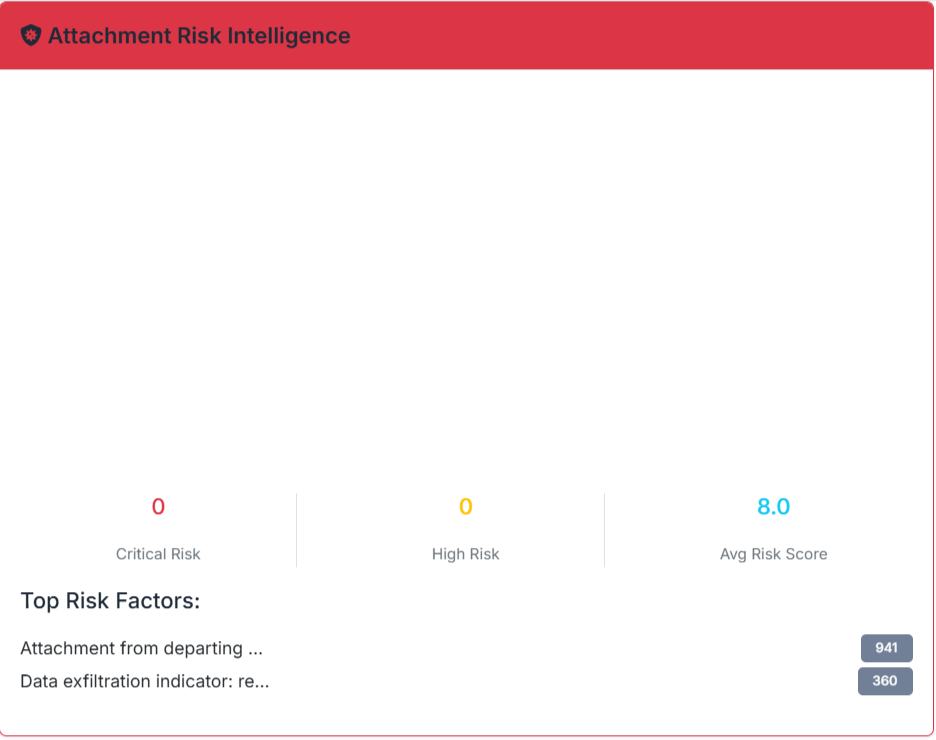 Attachment Risk Intelligence
0
0
8.0
Critical Risk
High Risk
Avg Risk Score
Top Risk Factors:
Attachment from departing ...
941
Data exfiltration indicator: re...
360